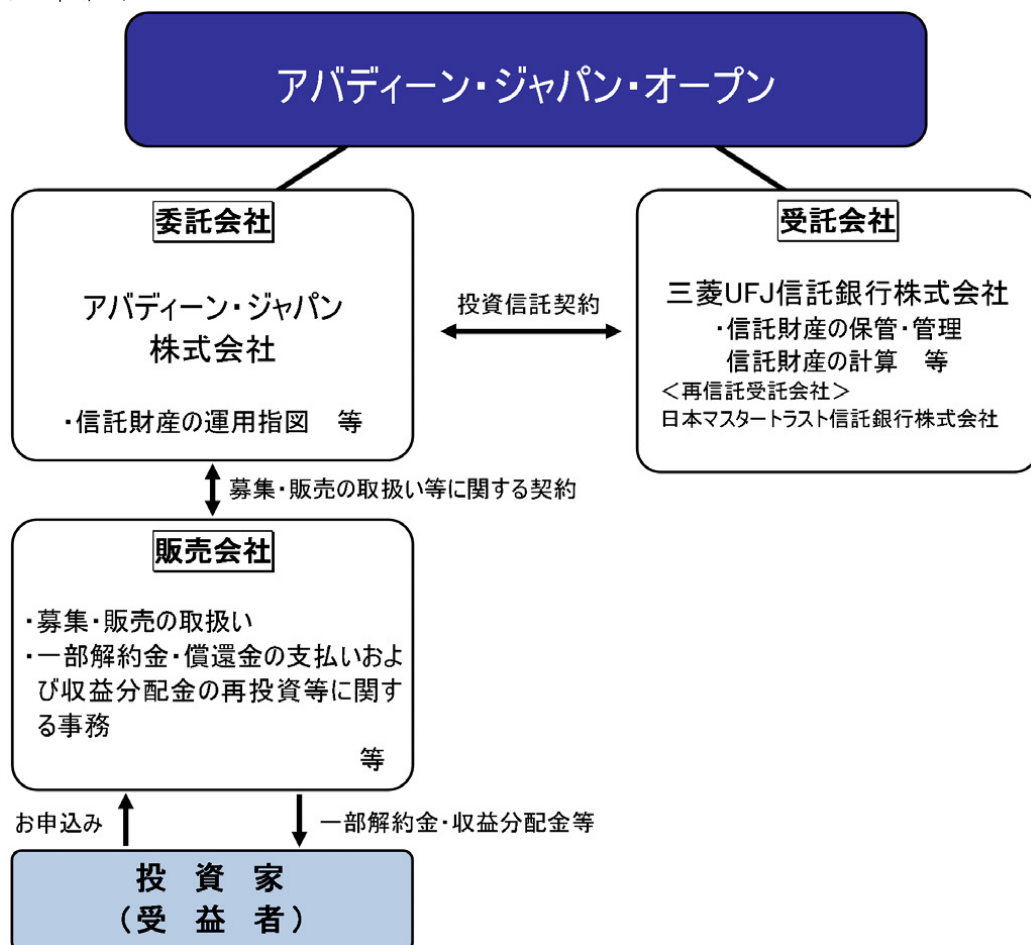 アバディーン・ジャパン・オープン
委託会社
アバディーン・ジャパン
株式会社
・信託財産の運用指図　等
投資信託契約
受託会社
三菱UFJ信託銀行株式会社
・信託財産の保管・管理
信託財産の計算　等
＜再信託受託会社＞
日本マスタートラスト信託銀行株式会社
募集・販売の取扱い等に関する契約
販売会社
・募集・販売の取扱い
・一部解約金・償還金の支払いおよ
び収益分配金の再投資等に関す
る事務
等
お申込み
一部解約金・収益分配金等
投　資　家
（受　益　者）